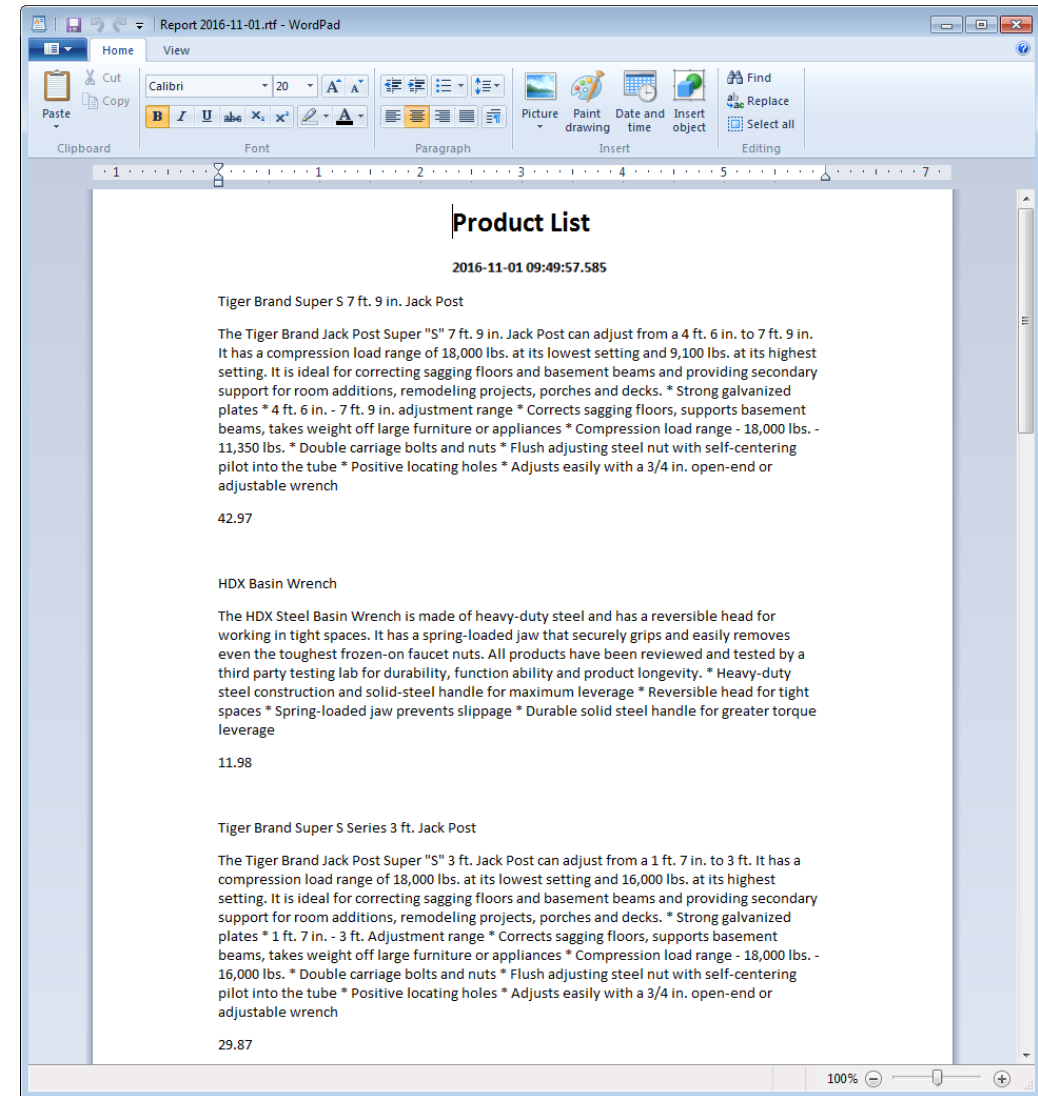 Report 2016-11-01.rtf - WordPad
Home View
Cut
Copy
Paste
Clipboard
Calibri 20 A A
B I U abc X₂ X² A
Font
Paragraph
Picture
Paint drawing
Date and time
Insert object
Insert
Find
Replace
Select all
Editing
1 1 2 3 4 5 7
Product List
2016-11-01 09:49:57.585
Tiger Brand Super S 7 ft. 9 in. Jack Post
The Tiger Brand Jack Post Super "S" 7 ft. 9 in. Jack Post can adjust from a 4 ft. 6 in. to 7 ft. 9 in.
It has a compression load range of 18,000 lbs. at its lowest setting and 9,100 lbs. at its highest
setting. It is ideal for correcting sagging floors and basement beams and providing secondary
support for room additions, remodeling projects, porches and decks. * Strong galvanized
plates * 4 ft. 6 in. - 7 ft. 9 in. adjustment range * Corrects sagging floors, supports basement
beams, takes weight off large furniture or appliances * Compression load range - 18,000 lbs. -
11,350 lbs. * Double carriage bolts and nuts * Flush adjusting steel nut with self-centering
pilot into the tube * Positive locating holes * Adjusts easily with a 3/4 in. open-end or
adjustable wrench
42.97
HDX Basin Wrench
The HDX Steel Basin Wrench is made of heavy-duty steel and has a reversible head for
working in tight spaces. It has a spring-loaded jaw that securely grips and easily removes
even the toughest frozen-on faucet nuts. All products have been reviewed and tested by a
third party testing lab for durability, function ability and product longevity. * Heavy-duty
steel construction and solid-steel handle for maximum leverage * Reversible head for tight
spaces * Spring-loaded jaw prevents slippage * Durable solid steel handle for greater torque
leverage
11.98
Tiger Brand Super S Series 3 ft. Jack Post
The Tiger Brand Jack Post Super "S" 3 ft. Jack Post can adjust from a 1 ft. 7 in. to 3 ft. It has a
compression load range of 18,000 lbs. at its lowest setting and 16,000 lbs. at its highest
setting. It is ideal for correcting sagging floors and basement beams and providing secondary
support for room additions, remodeling projects, porches and decks. * Strong galvanized
plates * 1 ft. 7 in. - 3 ft. Adjustment range * Corrects sagging floors, supports basement
beams, takes weight off large furniture or appliances * Compression load range - 18,000 lbs. -
16,000 lbs. * Double carriage bolts and nuts * Flush adjusting steel nut with self-centering
pilot into the tube * Positive locating holes * Adjusts easily with a 3/4 in. open-end or
adjustable wrench
29.87
100%